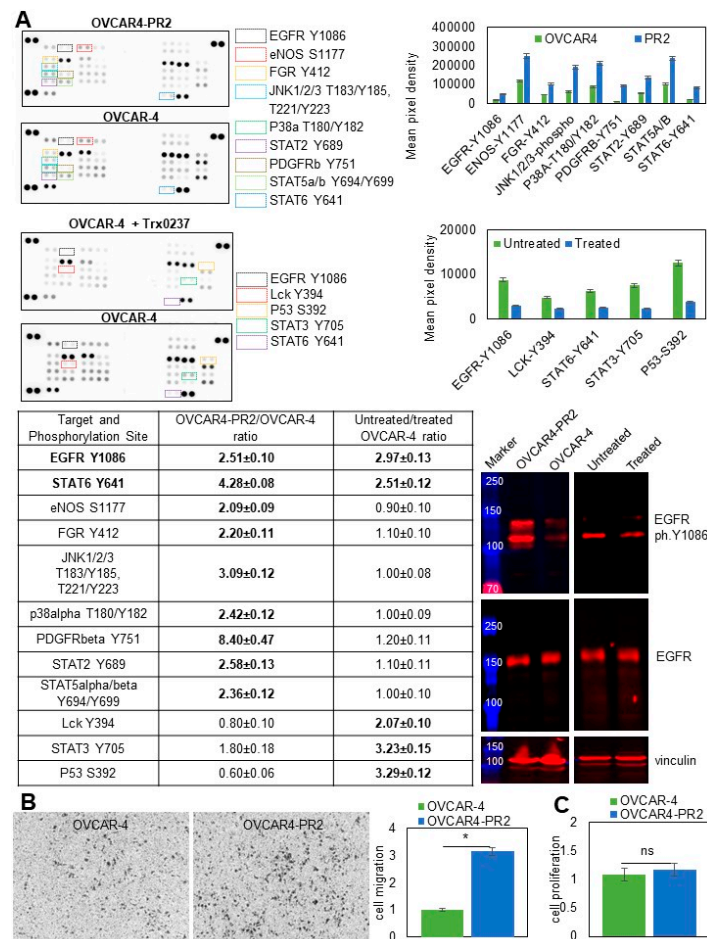 A
OVCAR4-PR2
OVCAR-4
EGFR Y1086
eNOS S1177
FGR Y412
JNK1/2/3 T183/Y185,
T221/Y223
P38a T180/Y182
STAT2 Y689
PDGFRb Y751
STAT5a/b Y694/Y699
STAT6 Y641
Mean pixel density
400000
300000
200000
100000
0
OVCAR4
PR2
EGFR-Y1086
ENOS-Y1177
FGR-Y412
JNK1/2/3-phospho
P38A-T180/Y182
PDGFRB-Y751
STAT2-Y689
STAT5A/B
STAT6-Y641
OVCAR-4 + Trx0237
OVCAR-4
EGFR Y1086
Lck Y394
P53 S392
STAT3 Y705
STAT6 Y641
Mean pixel density
20000
10000
0
Untreated
Treated
EGFR-Y1086
LCK-Y394
STAT6-Y641
STAT3-Y705
P53-S392
Target and Phosphorylation Site OVCAR4-PR2/OVCAR-4 ratio Untreated/treated OVCAR-4 ratio
EGFR Y1086 2.51±0.10 2.97±0.13
STAT6 Y641 4.28±0.08 2.51±0.12
eNOS S1177 2.09±0.09 0.90±0.10
FGR Y412 2.20±0.11 1.10±0.10
JNK1/2/3 T183/Y185, T221/Y223 3.09±0.12 1.00±0.08
p38alpha T180/Y182 2.42±0.12 1.00±0.09
PDGFRbeta Y751 8.40±0.47 1.20±0.11
STAT2 Y689 2.58±0.13 1.10±0.11
STAT5alpha/beta Y694/Y699 2.36±0.12 1.00±0.10
Lck Y394 0.80±0.10 2.07±0.10
STAT3 Y705 1.80±0.18 3.23±0.15
P53 S392 0.60±0.06 3.29±0.12
Marker
OVCAR4-PR2
OVCAR-4
Untreated
Treated
250
150
100
70
EGFR
ph.Y1086
250
150
100
EGFR
150
100
vinculin
B
OVCAR-4
OVCAR4-PR2
OVCAR-4
OVCAR4-PR2
cell migration
4
3
2
1
0
*
C
OVCAR-4
OVCAR4-PR2
cell proliferation
2
1.5
1
0.5
0
ns